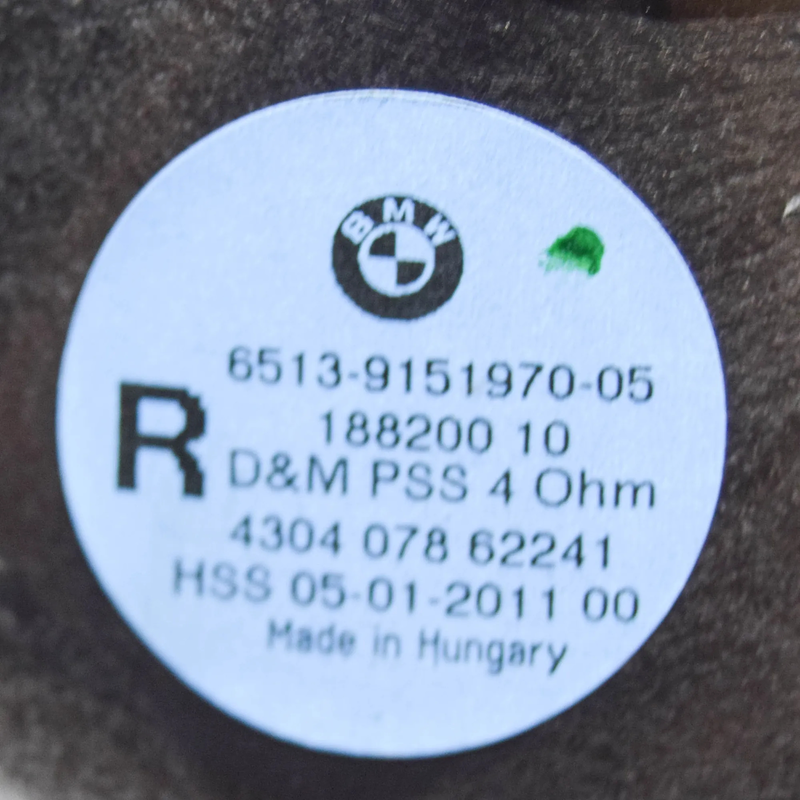 BMW
6513-9151970-05
188200 10
R
D&M PSS 4 Ohm
4304 078 62241
HSS 05-01-2011 00
Made in Hungary